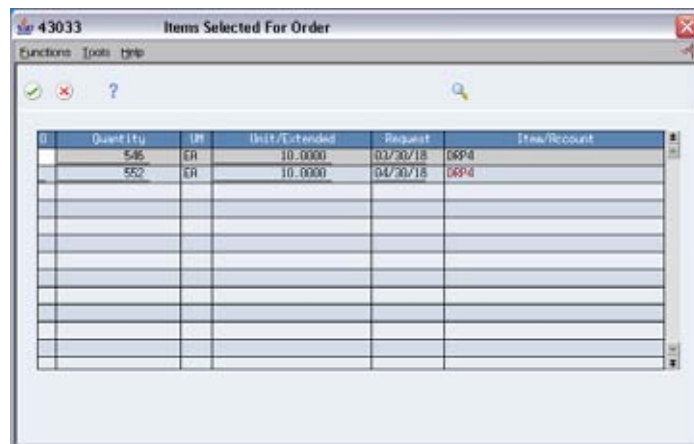 43033 Items Selected For Order
Functions Tools Help
?
O Quantity UM Unit/Extended Request Item/Account
546 EA 10.0000 03/30/18 DRP4
552 EA 10.0000 04/30/18 DRP4